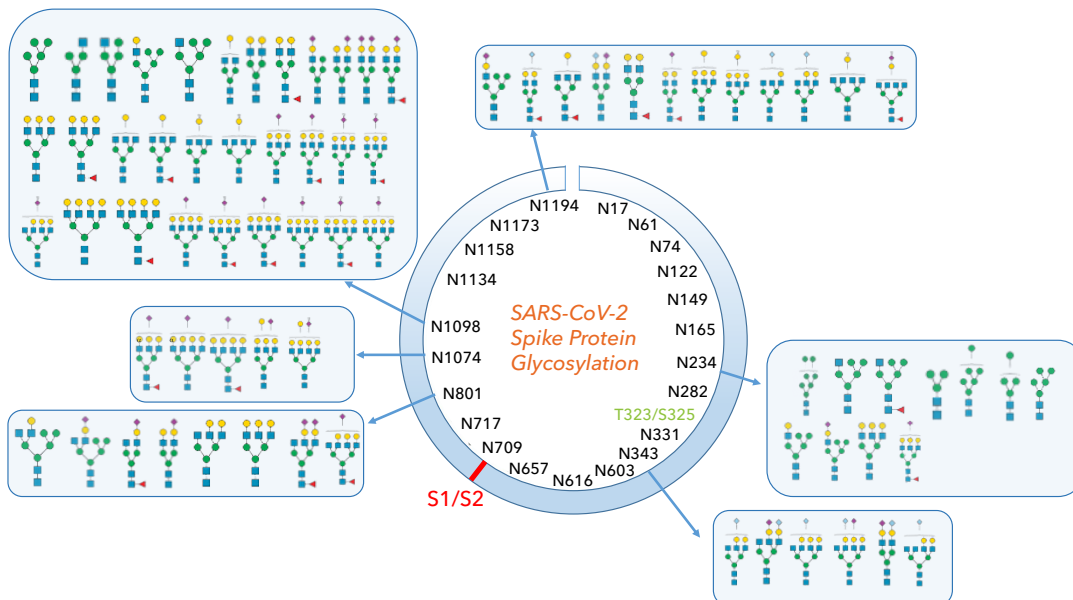 N1194
N17
N1173
N61
N1158
N74
N1134
N122
N149
SARS-CoV-2
Spike Protein
Glycosylation
N1098
N165
N1074
N234
N801
N282
T323/S325
N717
N331
N709
N343
N657
N603
N616
S1/S2